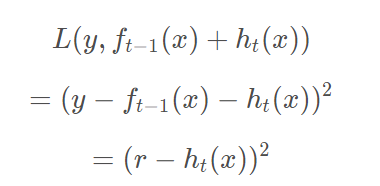 L(y, f_{t−1}(x) + h_t(x))
= (y − f_{t−1}(x) − h_t(x))²
= (r − h_t(x))²